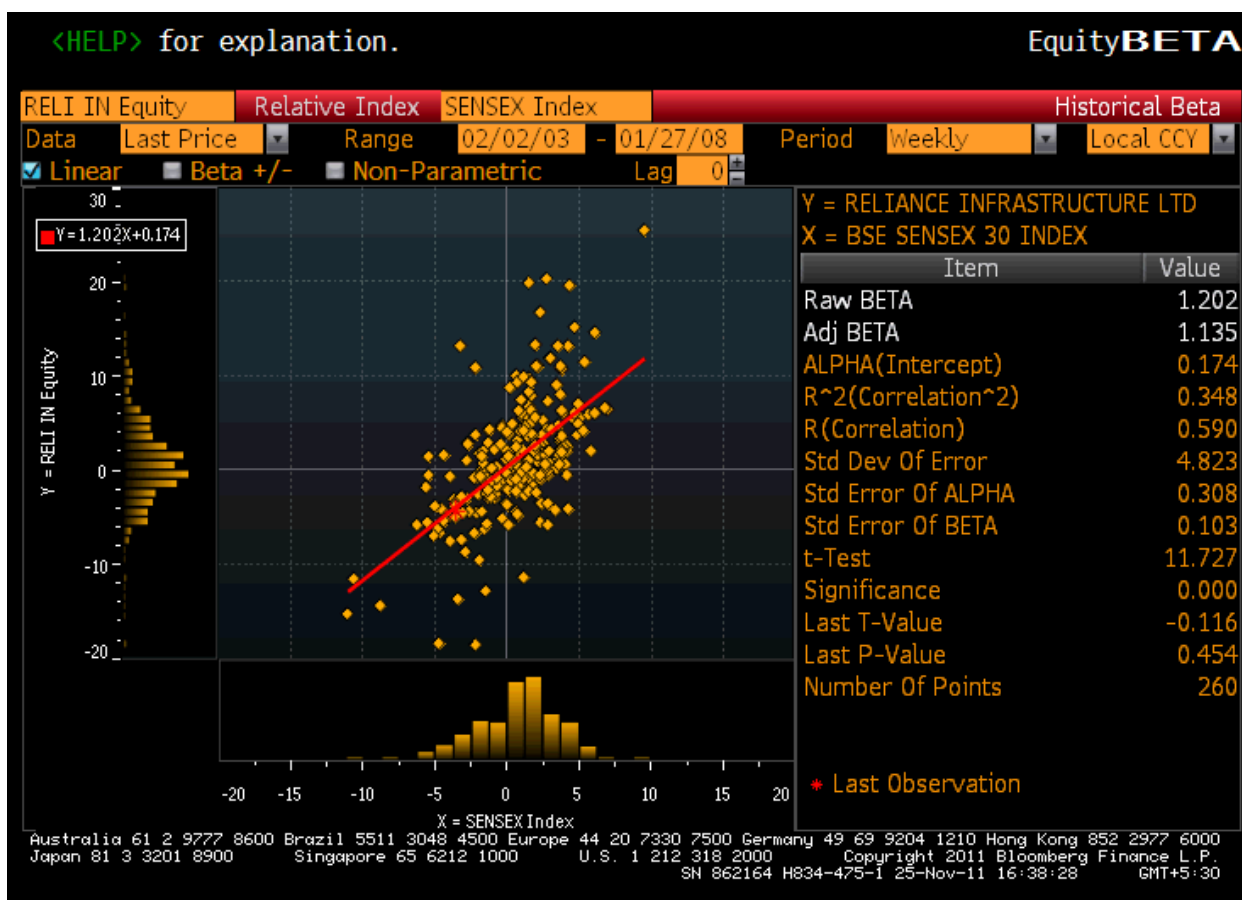 <HELP> for explanation.
EquityBETA
RELI IN Equity Relative Index SENSEX Index Historical Beta
Data Last Price Range 02/02/03 - 01/27/08 Period Weekly Local CCY
Linear Beta +/- Non-Parametric Lag 0
30
Y=1.202X+0.174
20
10
0
-10
-20
Y = RELI IN Equity
-20 -15 -10 -5 0 5 10 15 20
X = SENSEX Index
Y = RELIANCE INFRASTRUCTURE LTD
X = BSE SENSEX 30 INDEX
Item Value
Raw BETA 1.202
Adj BETA 1.135
ALPHA(Intercept) 0.174
R^2(Correlation^2) 0.348
R(Correlation) 0.590
Std Dev Of Error 4.823
Std Error Of ALPHA 0.308
Std Error Of BETA 0.103
t-Test 11.727
Significance 0.000
Last T-Value -0.116
Last P-Value 0.454
Number Of Points 260
* Last Observation
Australia 61 2 9777 8600 Brazil 5511 3048 4500 Europe 44 20 7330 7500 Germany 49 69 9204 1210 Hong Kong 852 2977 6000
Japan 81 3 3201 8900 Singapore 65 6212 1000 U.S. 1 212 318 2000 Copyright 2011 Bloomberg Finance L.P.
SN 862164 H834-475-1 25-Nov-11 16:38:28 GMT+5:30